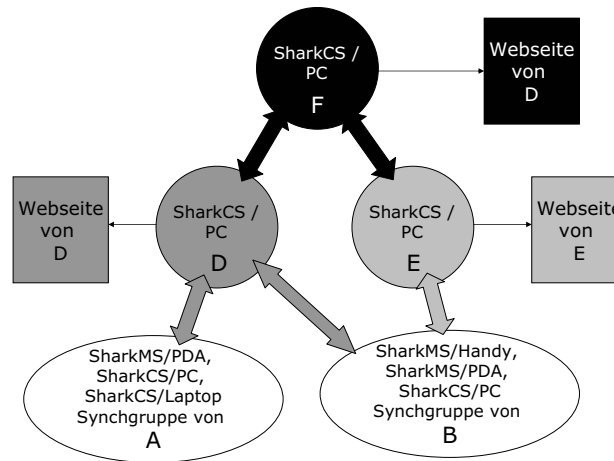 SharkCS /
PC
F
Webseite
von
D
Webseite
von
D
SharkCS /
PC
D
SharkCS /
PC
E
Webseite
von
E
SharkMS/PDA,
SharkCS/PC,
SharkCS/Laptop
Synchgruppe von
A
SharkMS/Handy,
SharkMS/PDA,
SharkCS/PC
Synchgruppe von
B